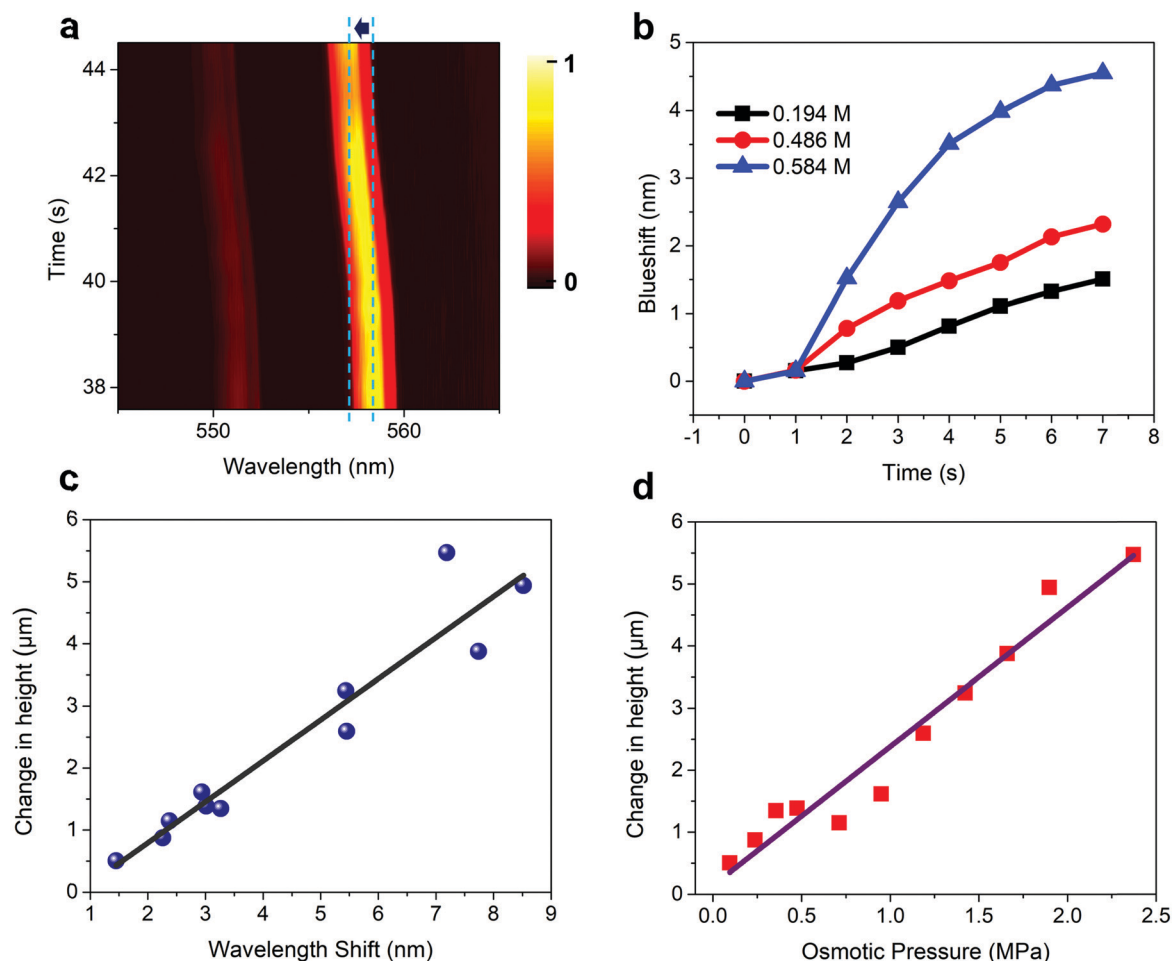 a
44
42
40
38
Time (s)
550
560
Wavelength (nm)
1
0
b
5
4
3
2
1
0
Blueshift (nm)
0.194 M
0.486 M
0.584 M
-1 0 1 2 3 4 5 6 7 8
Time (s)
c
6
5
4
3
2
1
0
Change in height (μm)
1 2 3 4 5 6 7 8 9
Wavelength Shift (nm)
d
6
5
4
3
2
1
0
Change in height (μm)
0.0 0.5 1.0 1.5 2.0 2.5
Osmotic Pressure (MPa)